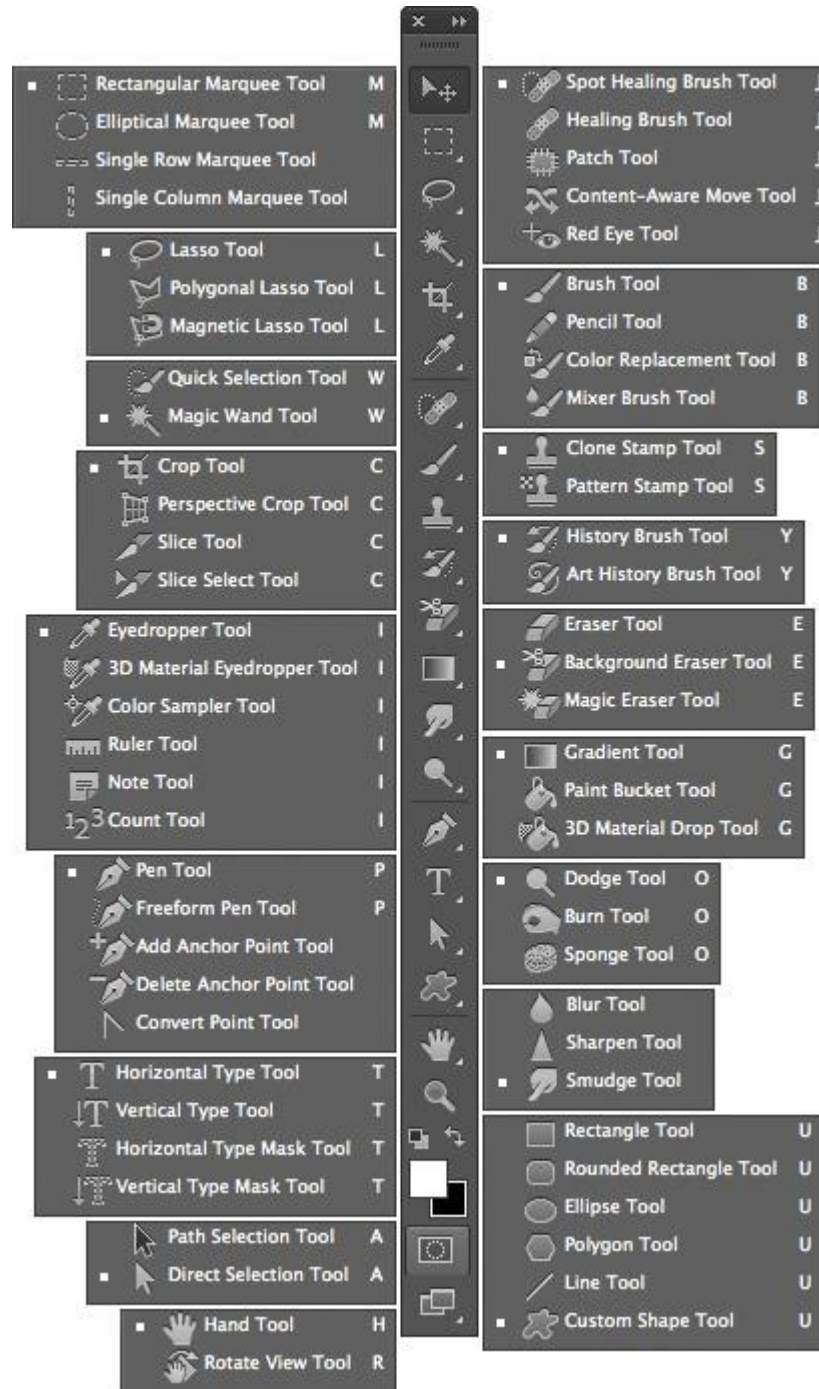 Rectangular Marquee Tool M
Elliptical Marquee Tool M
Single Row Marquee Tool
Single Column Marquee Tool
Lasso Tool L
Polygonal Lasso Tool L
Magnetic Lasso Tool L
Quick Selection Tool W
Magic Wand Tool W
Crop Tool C
Perspective Crop Tool C
Slice Tool C
Slice Select Tool C
Eyedropper Tool I
3D Material Eyedropper Tool I
Color Sampler Tool I
Ruler Tool I
Note Tool I
Count Tool I
Pen Tool P
Freeform Pen Tool P
Add Anchor Point Tool
Delete Anchor Point Tool
Convert Point Tool
Horizontal Type Tool T
Vertical Type Tool T
Horizontal Type Mask Tool T
Vertical Type Mask Tool T
Path Selection Tool A
Direct Selection Tool A
Hand Tool H
Rotate View Tool R
Spot Healing Brush Tool J
Healing Brush Tool J
Patch Tool J
Content-Aware Move Tool J
Red Eye Tool J
Brush Tool B
Pencil Tool B
Color Replacement Tool B
Mixer Brush Tool B
Clone Stamp Tool S
Pattern Stamp Tool S
History Brush Tool Y
Art History Brush Tool Y
Eraser Tool E
Background Eraser Tool E
Magic Eraser Tool E
Gradient Tool G
Paint Bucket Tool G
3D Material Drop Tool G
Dodge Tool O
Burn Tool O
Sponge Tool O
Blur Tool
Sharpen Tool
Smudge Tool
Rectangle Tool U
Rounded Rectangle Tool U
Ellipse Tool U
Polygon Tool U
Line Tool U
Custom Shape Tool U